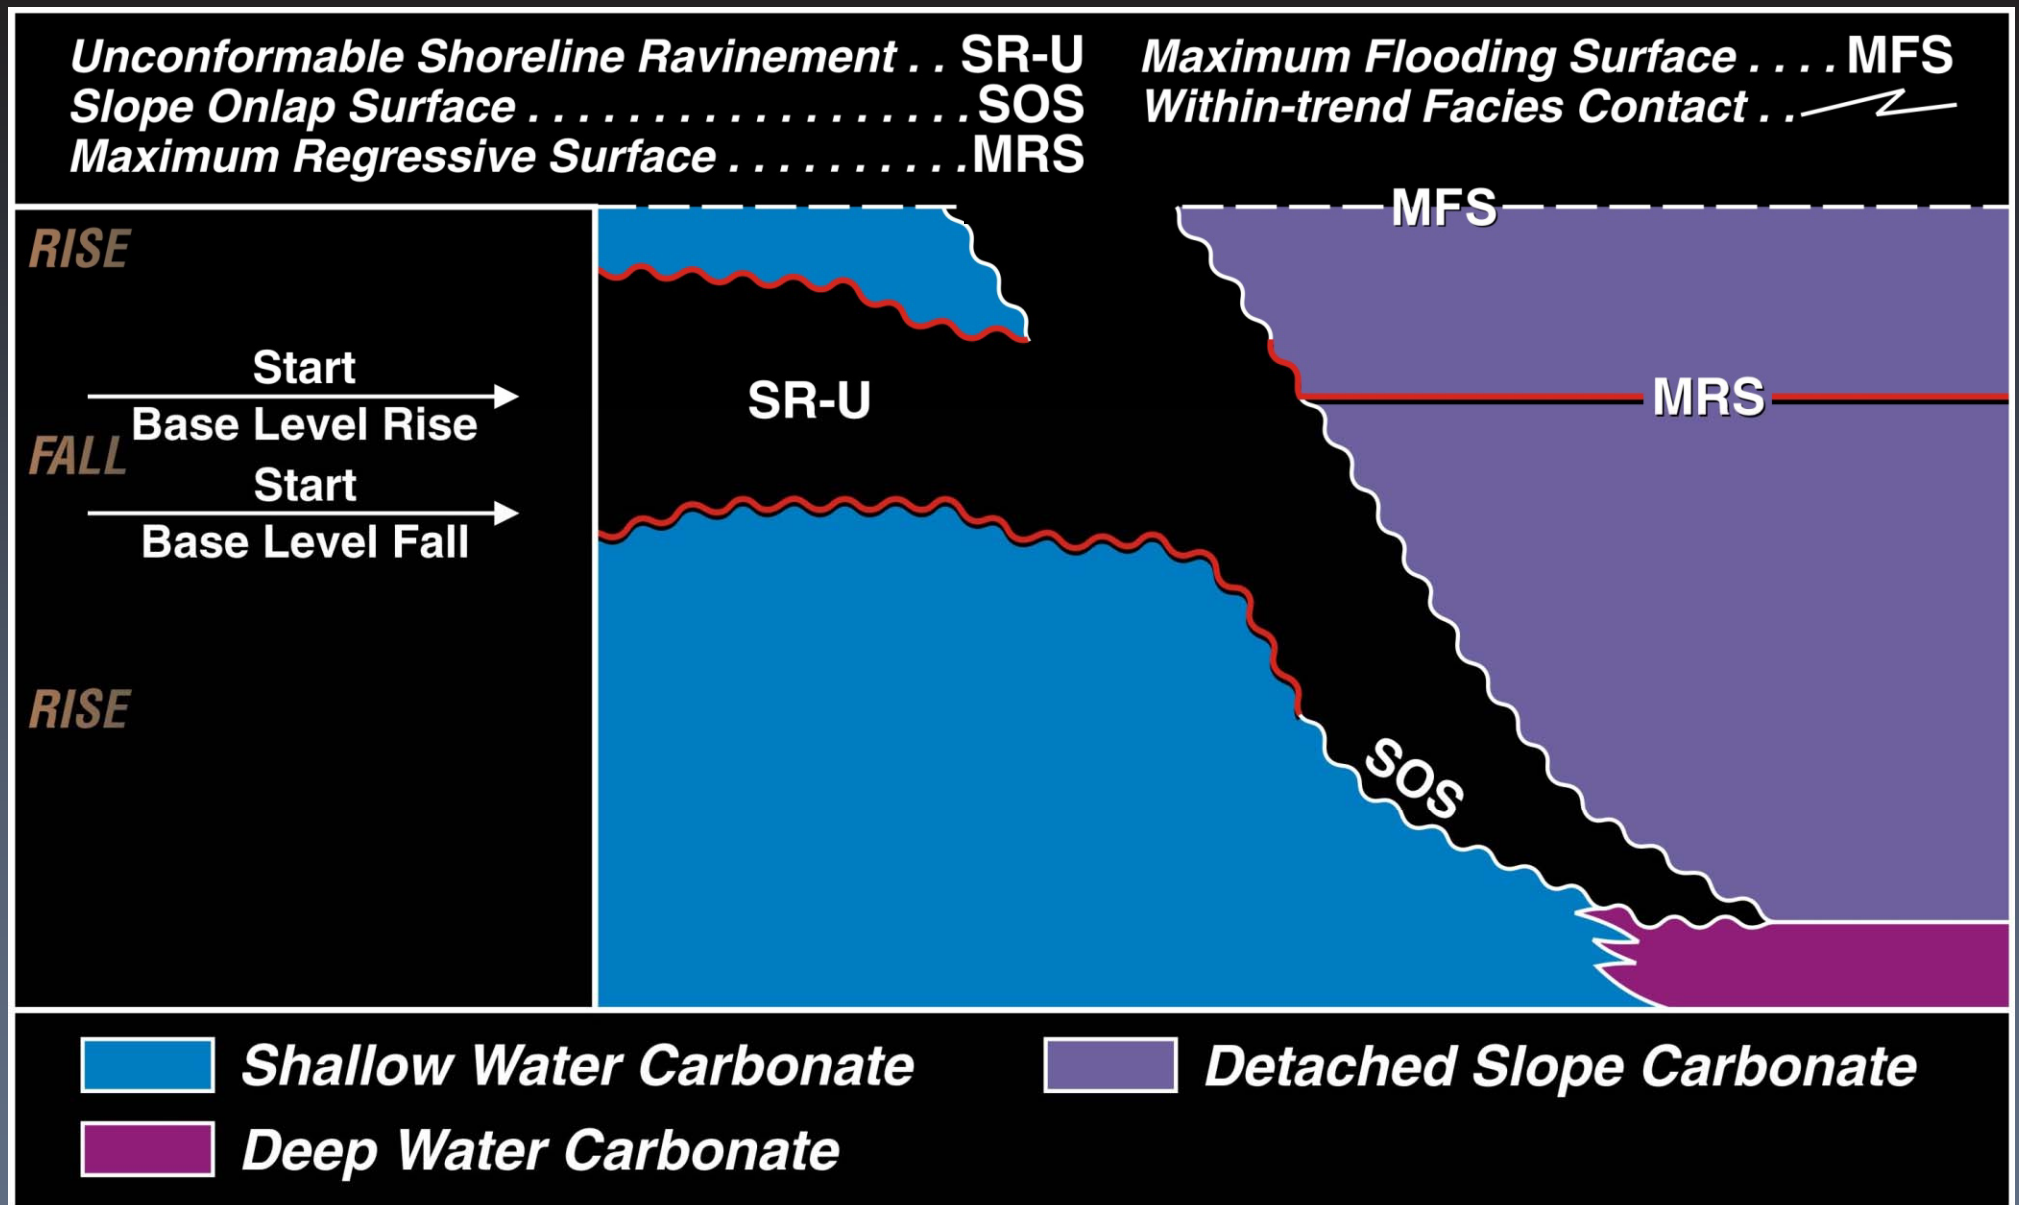 Unconformable Shoreline Ravinement . . SR-U
Slope Onlap Surface . . . . . . . . . . . . . . . . . . SOS
Maximum Regressive Surface . . . . . . . . . . MRS
Maximum Flooding Surface . . . . MFS
Within-trend Facies Contact . .
MFS
RISE
Start
Base Level Rise
SR-U
MRS
FALL
Start
Base Level Fall
RISE
SOS
Shallow Water Carbonate
Detached Slope Carbonate
Deep Water Carbonate